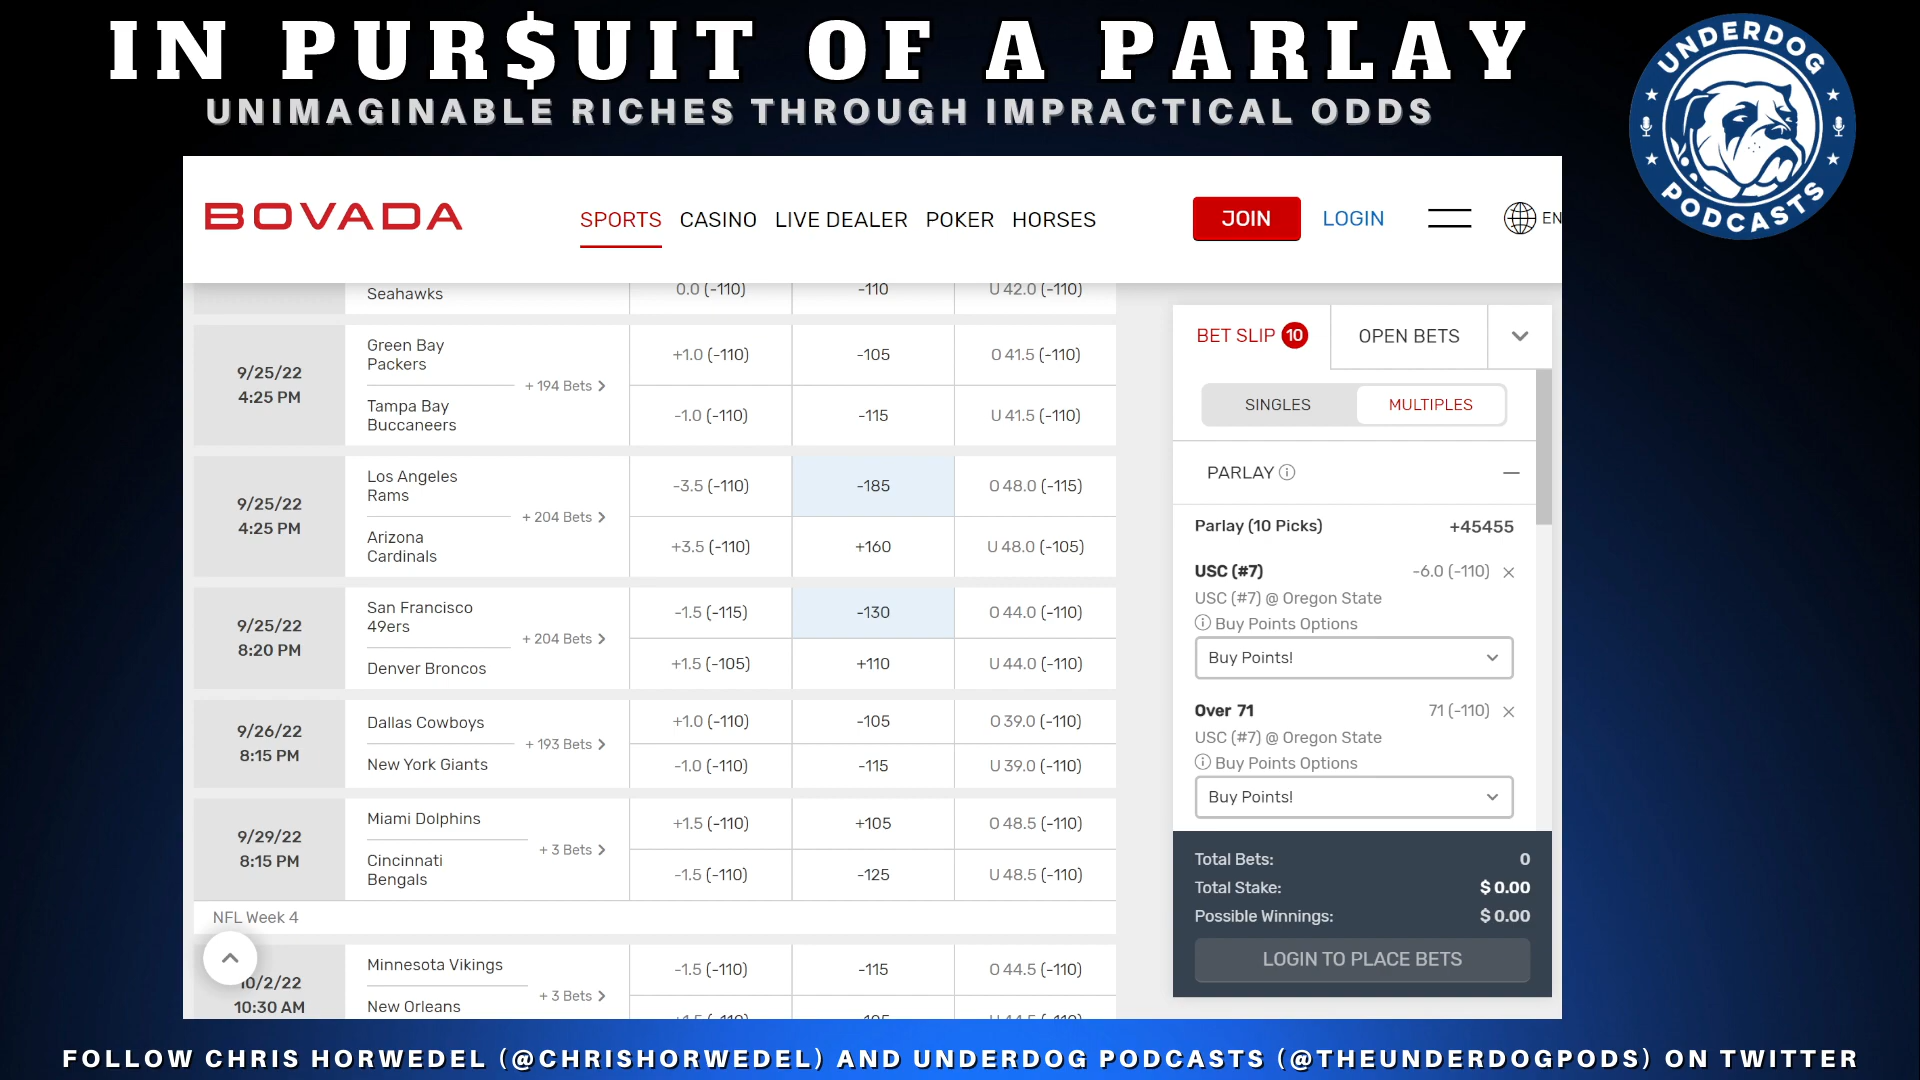 IN PUR$UIT OF A PARLAY
UNIMAGINABLE RICHES THROUGH IMPRACTICAL ODDS
UNDERDOG
PODCASTS
BOVADA
SPORTS CASINO LIVE DEALER POKER HORSES
JOIN LOGIN EN
Seahawks 0.0 (-110) -110 U 42.0 (-110)
9/25/22
4:25 PM
Green Bay
Packers
+1.0 (-110) -105 O 41.5 (-110)
+ 194 Bets
Tampa Bay
Buccaneers
-1.0 (-110) -115 U 41.5 (-110)
9/25/22
4:25 PM
Los Angeles
Rams
-3.5 (-110) -185 O 48.0 (-115)
+ 204 Bets
Arizona
Cardinals
+3.5 (-110) +160 U 48.0 (-105)
9/25/22
8:20 PM
San Francisco
49ers
-1.5 (-115) -130 O 44.0 (-110)
+ 204 Bets
Denver Broncos +1.5 (-105) +110 U 44.0 (-110)
9/26/22
8:15 PM
Dallas Cowboys +1.0 (-110) -105 O 39.0 (-110)
+ 193 Bets
New York Giants -1.0 (-110) -115 U 39.0 (-110)
9/29/22
8:15 PM
Miami Dolphins +1.5 (-110) +105 O 48.5 (-110)
+ 3 Bets
Cincinnati
Bengals
-1.5 (-110) -125 U 48.5 (-110)
NFL Week 4
10/2/22
10:30 AM
Minnesota Vikings -1.5 (-110) -115 O 44.5 (-110)
+ 3 Bets
New Orleans
BET SLIP 10 OPEN BETS
SINGLES MULTIPLES
PARLAY
Parlay (10 Picks) +45455
USC (#7) -6.0 (-110)
USC (#7) @ Oregon State
Buy Points Options
Buy Points!
Over 71 71 (-110)
USC (#7) @ Oregon State
Buy Points Options
Buy Points!
Total Bets: 0
Total Stake: $ 0.00
Possible Winnings: $ 0.00
LOGIN TO PLACE BETS
FOLLOW CHRIS HORWEDEL (@CHRISHORWEDEL) AND UNDERDOG PODCASTS (@THEUNDERDOGPODS) ON TWITTER